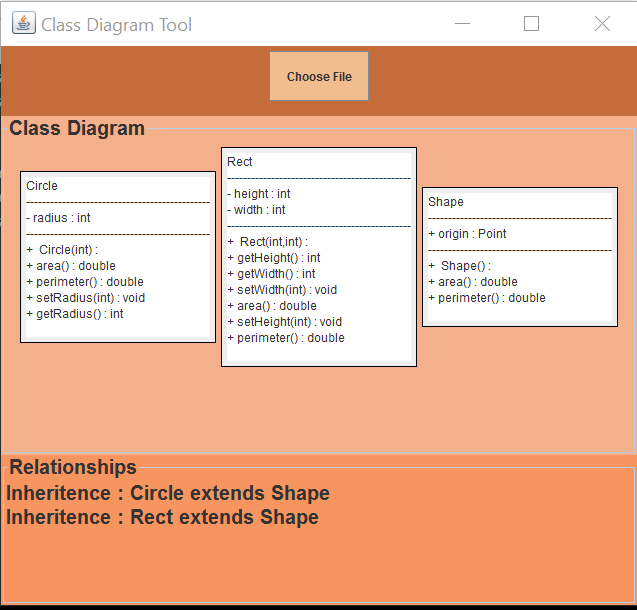 Class Diagram Tool
Choose File
Class Diagram
Circle
- radius : int
+  Circle(int) :
+ area() : double
+ perimeter() : double
+ setRadius(int) : void
+ getRadius() : int
Rect
- height : int
- width : int
+  Rect(int,int) :
+ getHeight() : int
+ getWidth() : int
+ setWidth(int) : void
+ area() : double
+ setHeight(int) : void
+ perimeter() : double
Shape
+ origin : Point
+  Shape() :
+ area() : double
+ perimeter() : double
Relationships
Inheritence : Circle extends Shape
Inheritence : Rect extends Shape